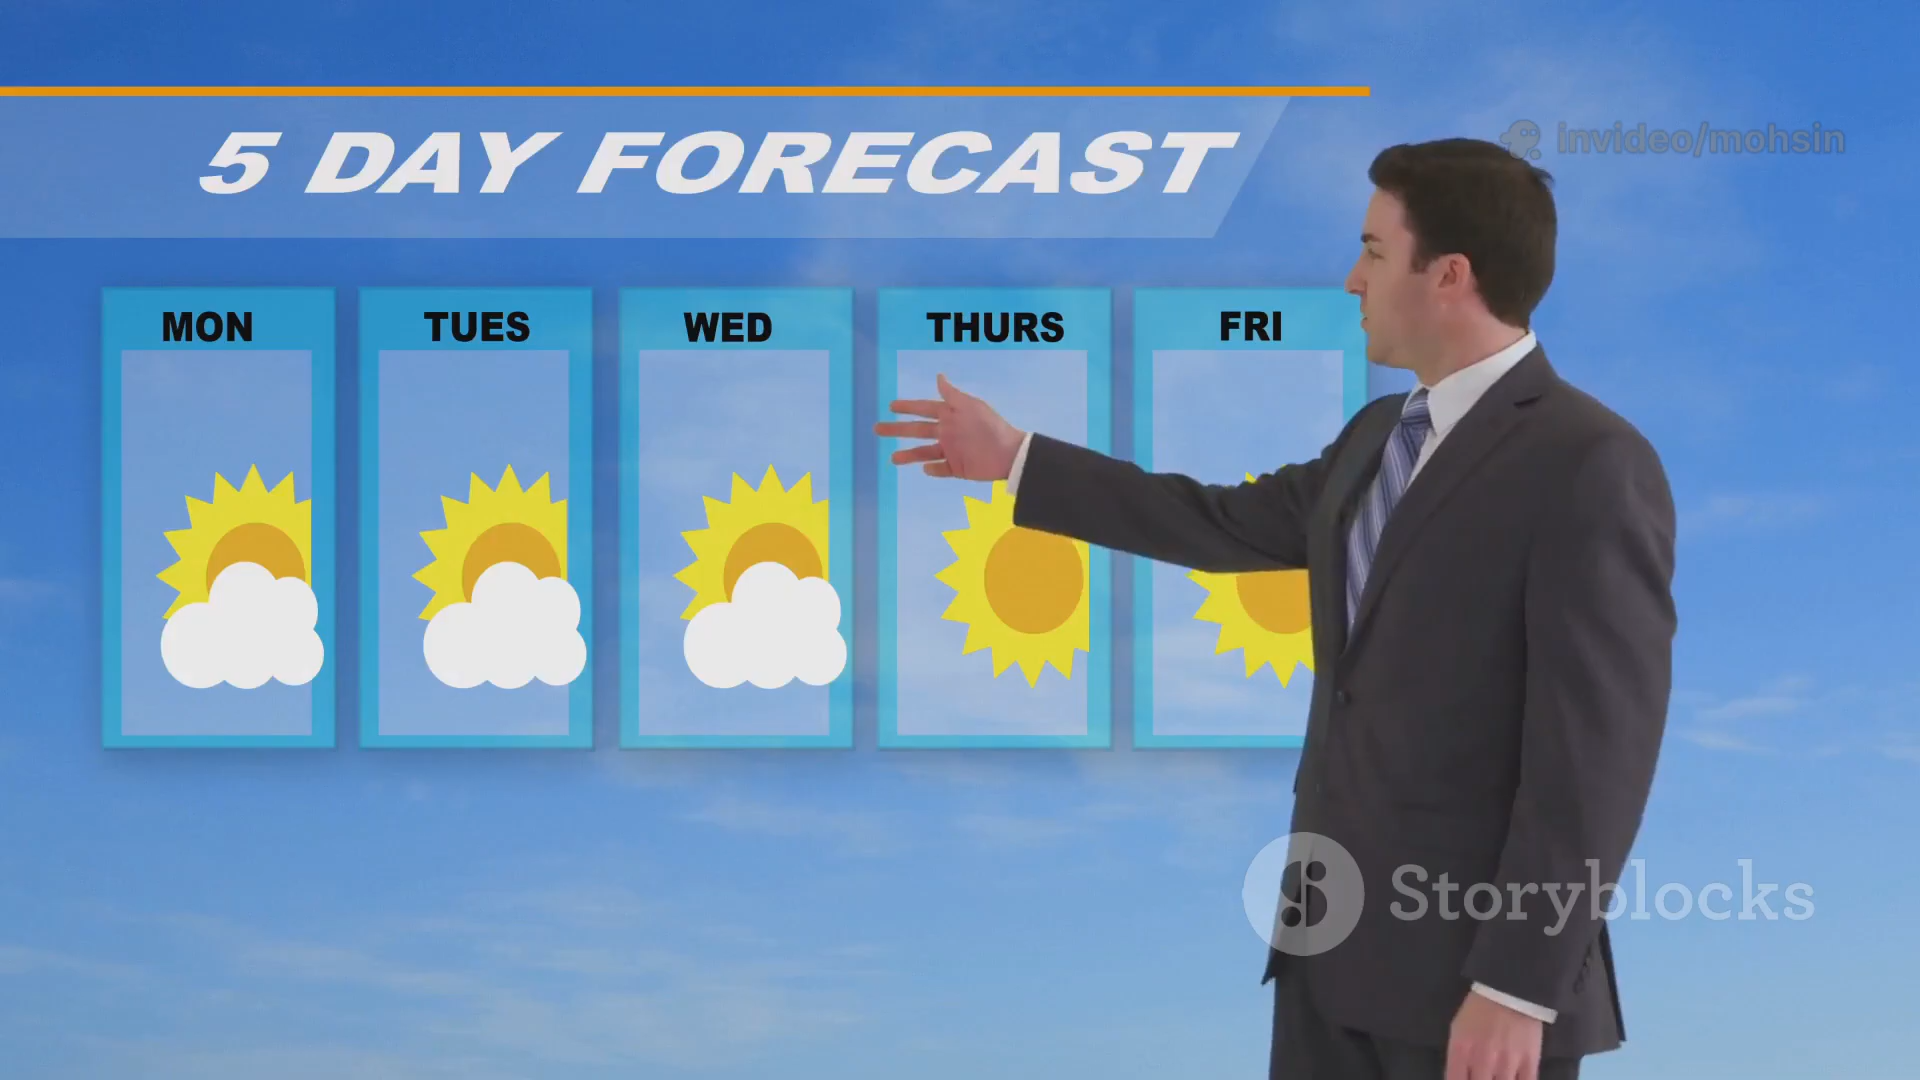 invideo/mohsin
5 DAY FORECAST
MON
TUES
WED
THURS
FRI
Storyblocks